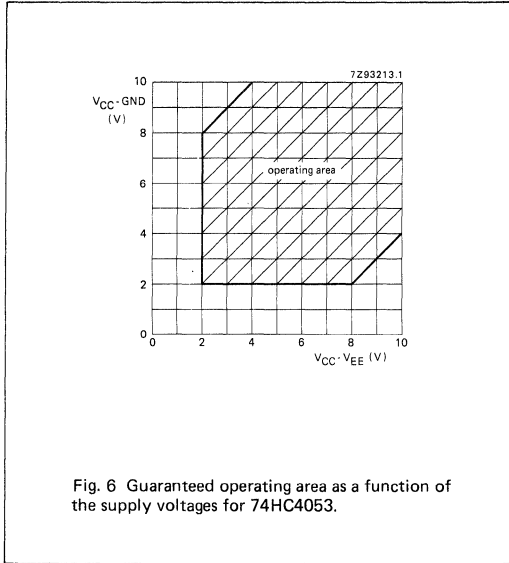 7Z93213.1
10
VCC-GND
(V)
8
operating area
6
4
2
0
0 2 4 6 8 10
VCC-VEE (V)
Fig. 6 Guaranteed operating area as a function of
the supply voltages for 74HC4053.